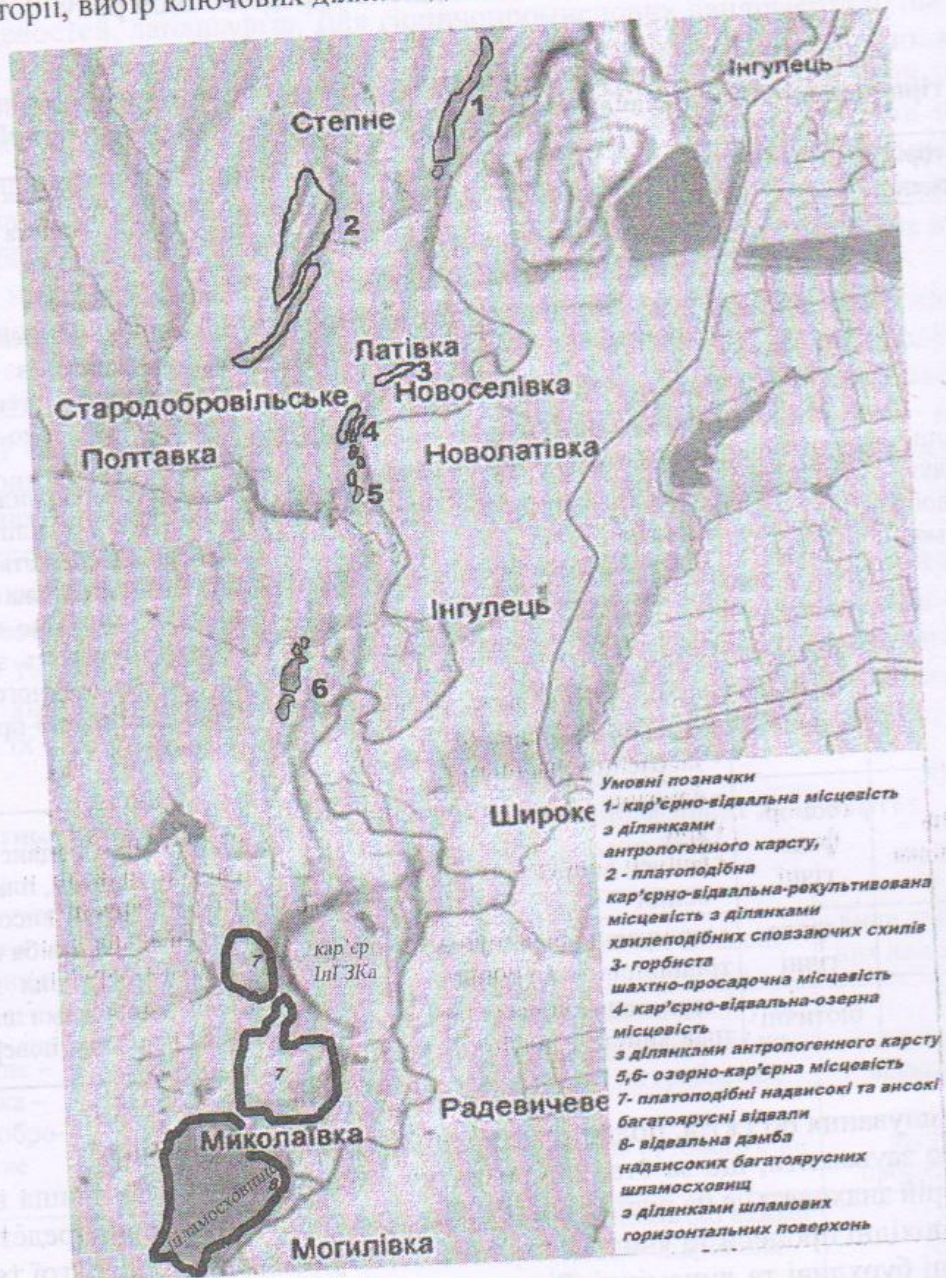 торії, вибір ключових
Інгулець
1
Степне
2
Латівка
3
Новоселівка
Стародобровільське
4
Полтавка
Новолатівка
5
Інгулець
6
Широке
кар'єр
ІнГЗКа
7
7
Радевичеве
Миколаївка
шламосховище
8
Могилівка
Умовні позначки
1- кар'єрно-відвальна місцевість
з ділянками
антропогенного карсту,
2 - платоподібна
кар'єрно-відвальна-рекультивована
місцевість з ділянками
хвилеподібних сповзаючих схилів
3- горбиста
шахтно-просадочна місцевість
4- кар'єрно-відвальна-озерна
місцевість
з ділянками антропогенного карсту
5,6- озерно-кар'єрна місцевість
7- платоподібні надвисокі та високі
багатоярусні відвали
8- відвальна дамба
надвисоких багатоярусних
шламосховищ
з ділянками шламових
горизонтальних поверхонь